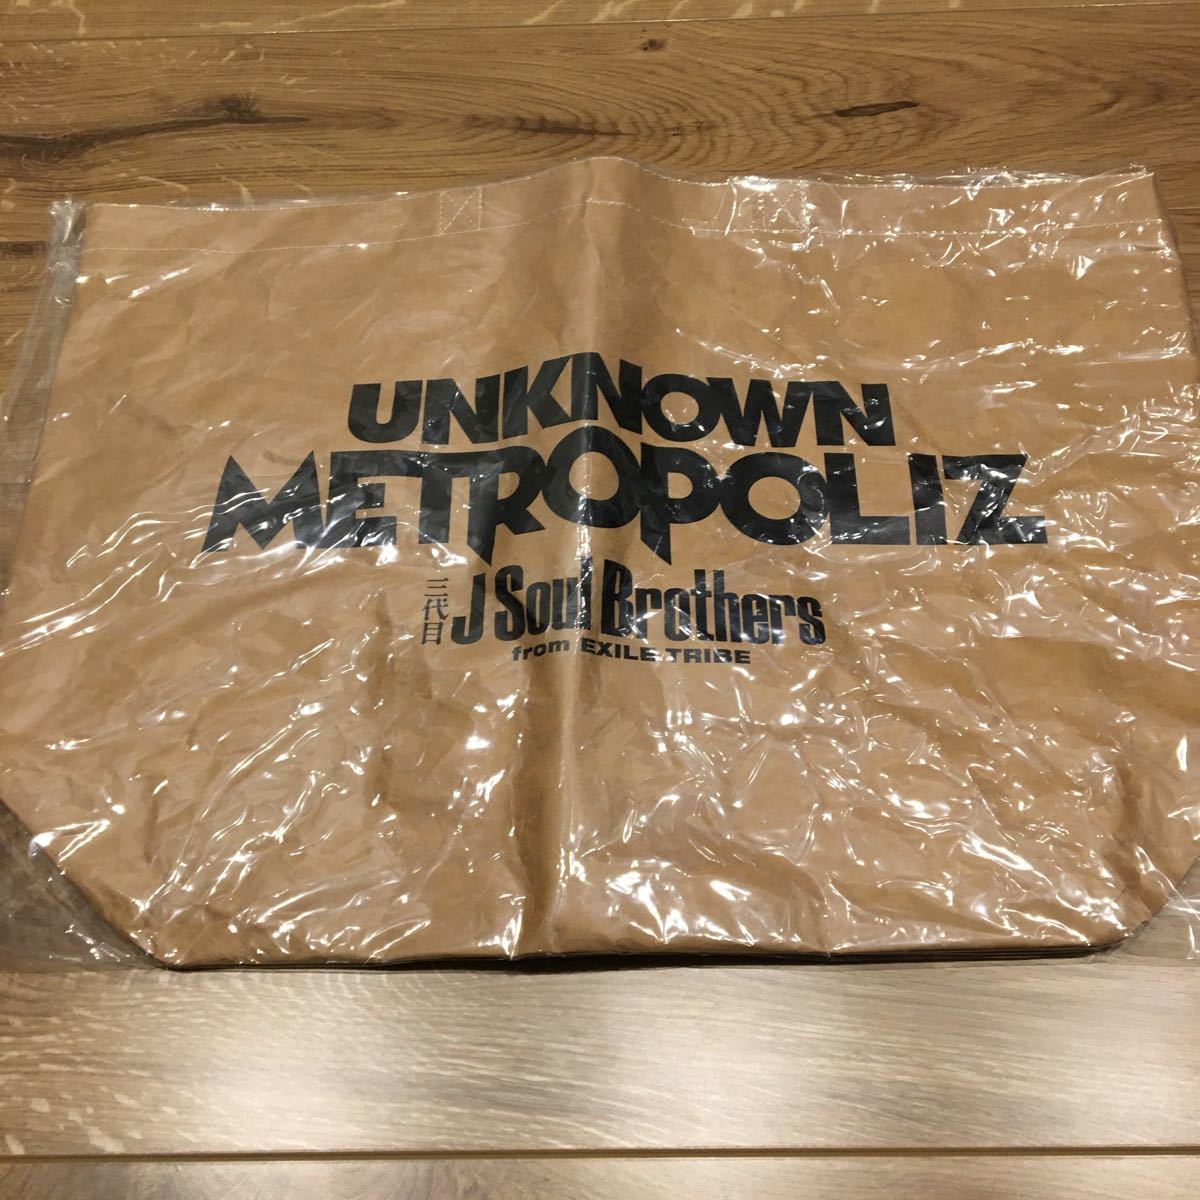 UNKNOWN
METROPOLIZ
三代目 J Soul Brothers
from EXILE TRIBE